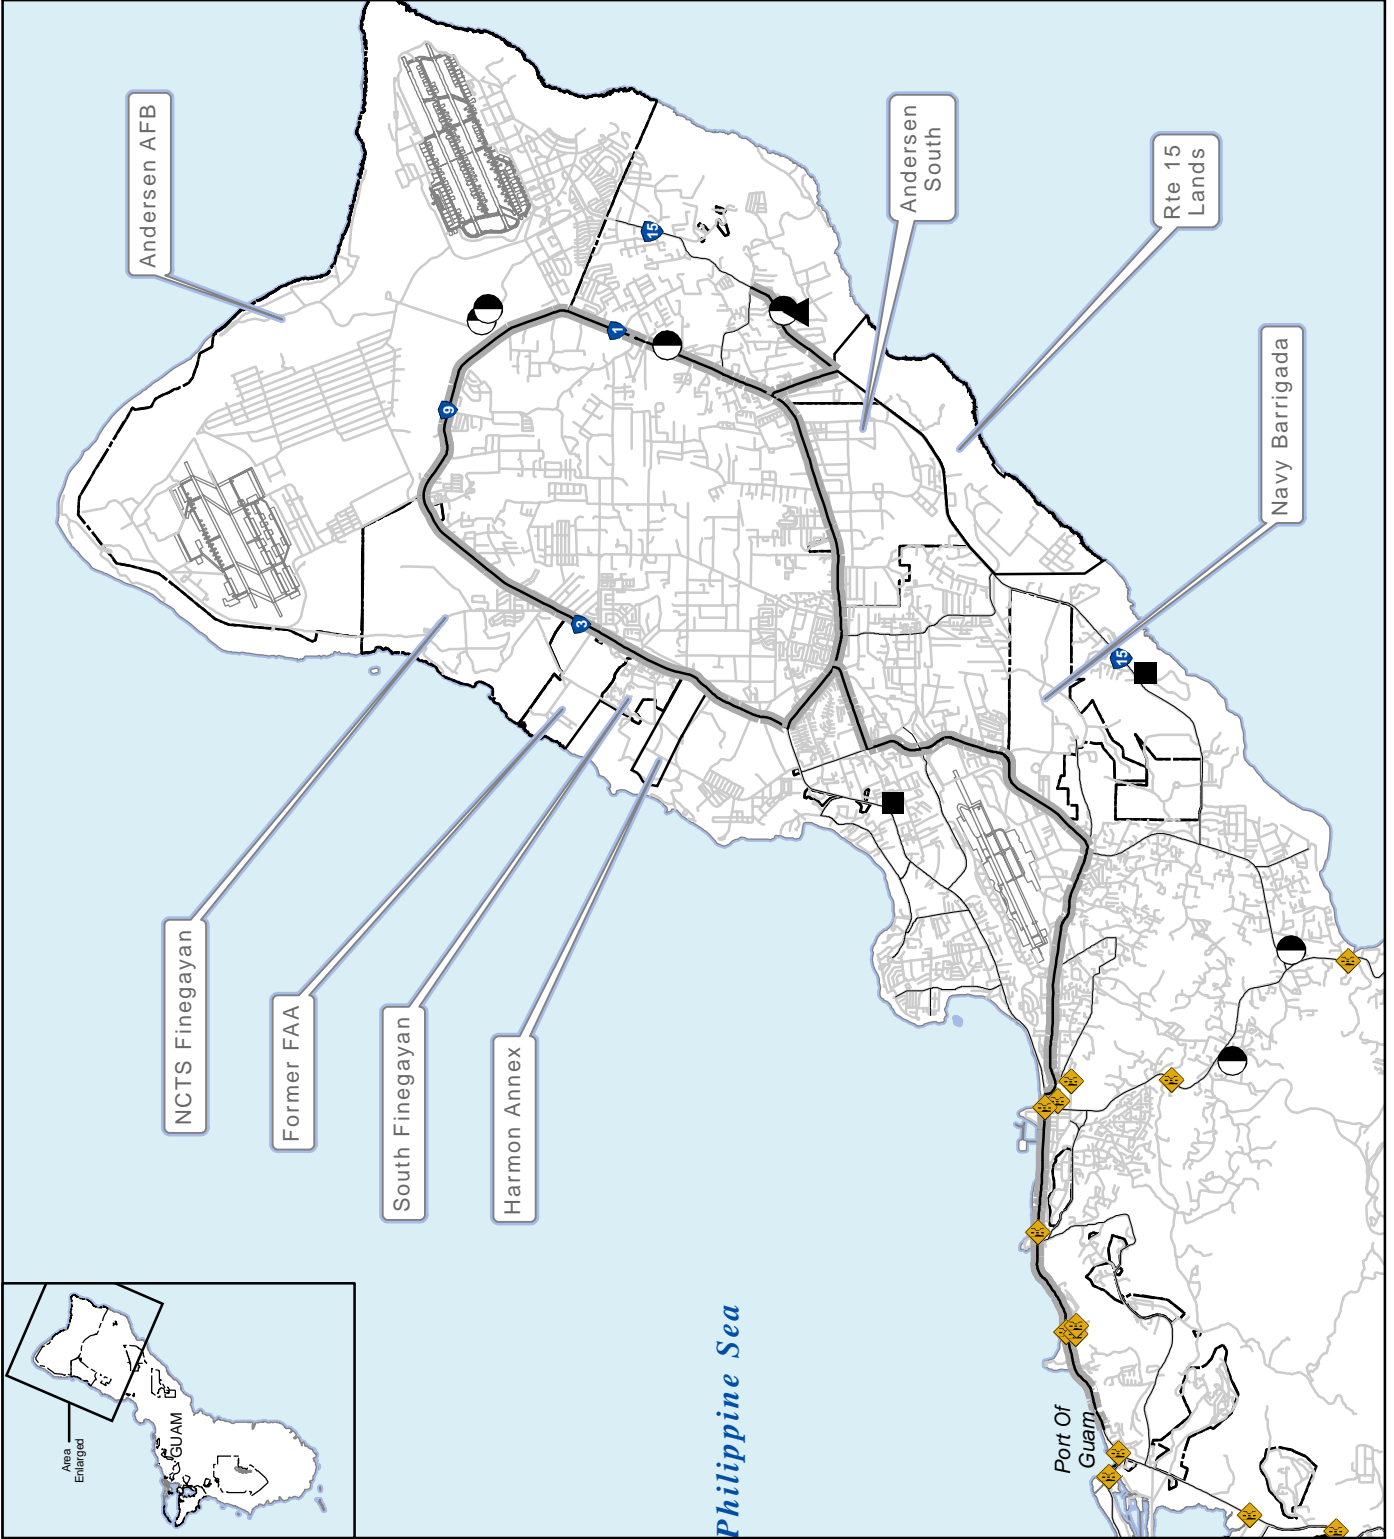 Andersen AFB
Andersen
South
Rte 15
Lands
Navy Barrigada
NCTS Finegayan
Former FAA
South Finegayan
Harmon Annex
15
1
9
3
15
Philippine Sea
Port Of
Guam
Area
Enlarged
GUAM